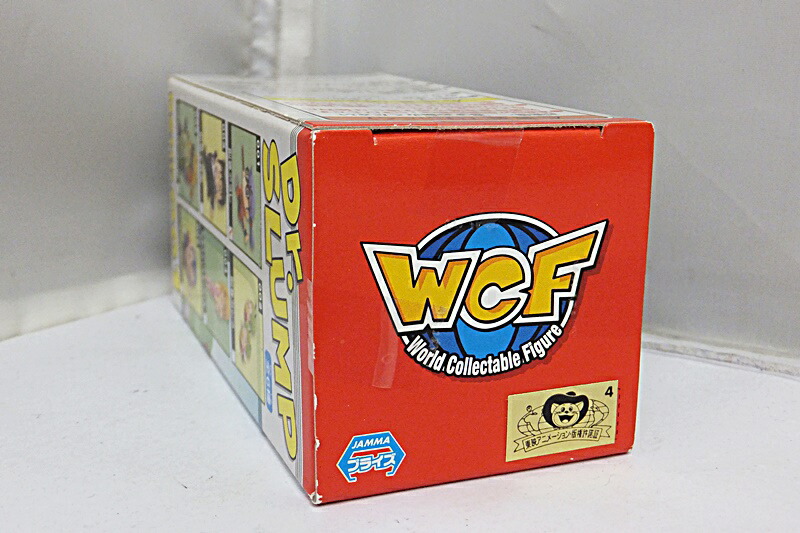 Dr.
SLUMP
WCF
World Collectable Figure
JAMMA
プライズ
4
東映アニメーション・版権許諾証